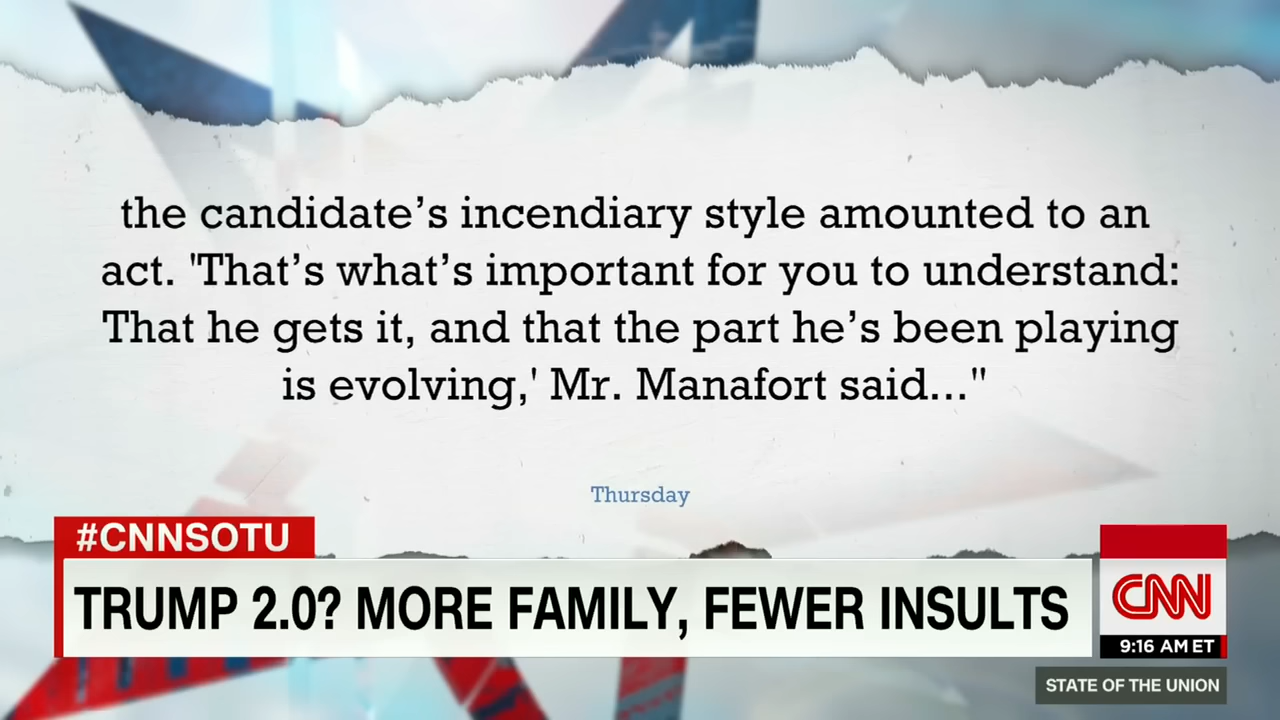 the candidate’s incendiary style amounted to an
act. 'That’s what’s important for you to understand:
That he gets it, and that the part he’s been playing
is evolving,' Mr. Manafort said..."
Thursday
#CNNSOTU
TRUMP 2.0? MORE FAMILY, FEWER INSULTS
CNN
9:16 AM ET
STATE OF THE UNION